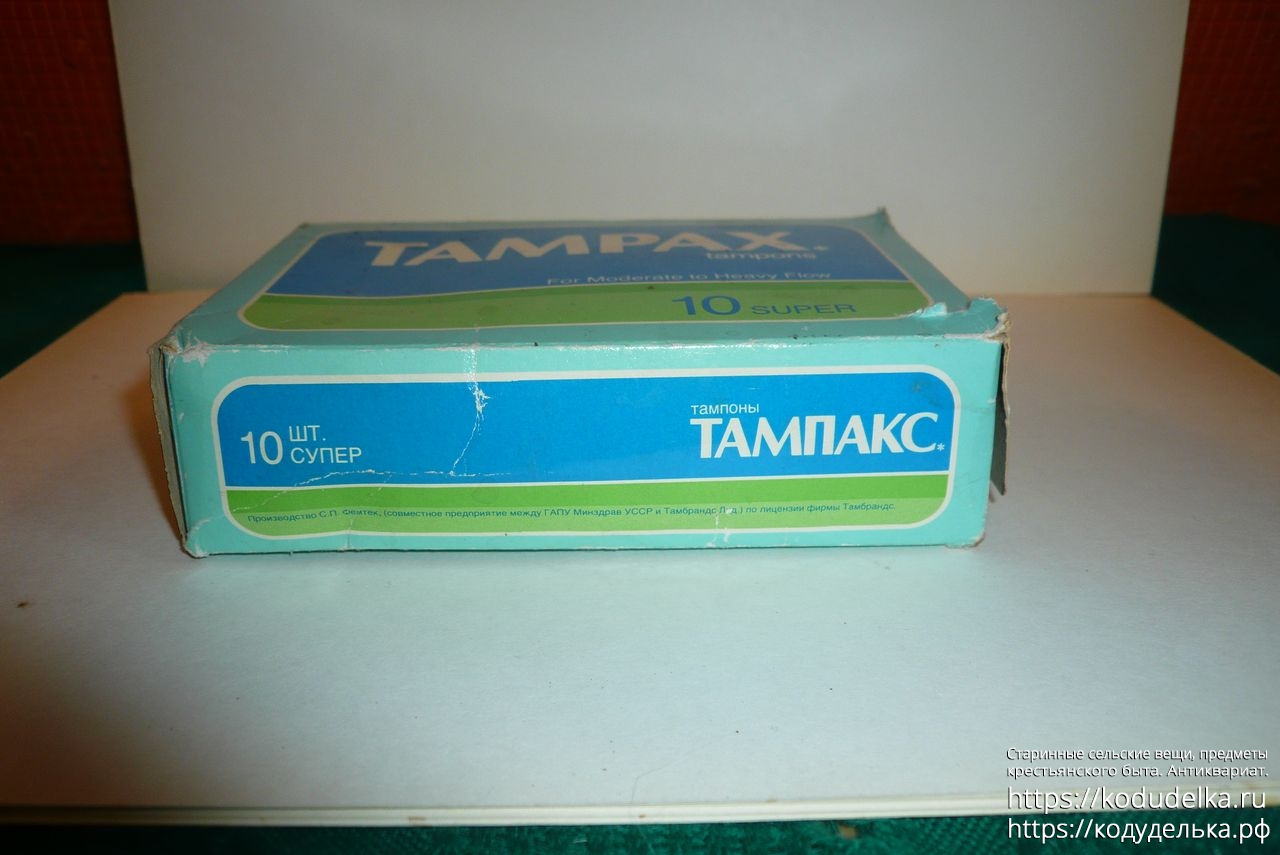 TAMPAX.
tampons
For Moderate to Heavy Flow
10 SUPER
10 ШТ.
СУПЕР
тампоны
ТАМПАКС*
Производство С.П. Фемтек, (совместное предприятие между ГАПУ Минздрав УССР и Тамбрандс Лтд.) по лицензии фирмы Тамбрандс.
Старинные сельские вещи, предметы
крестьянского быта. Антиквариат.
https://kodudelka.ru
https://кодуделька.рф